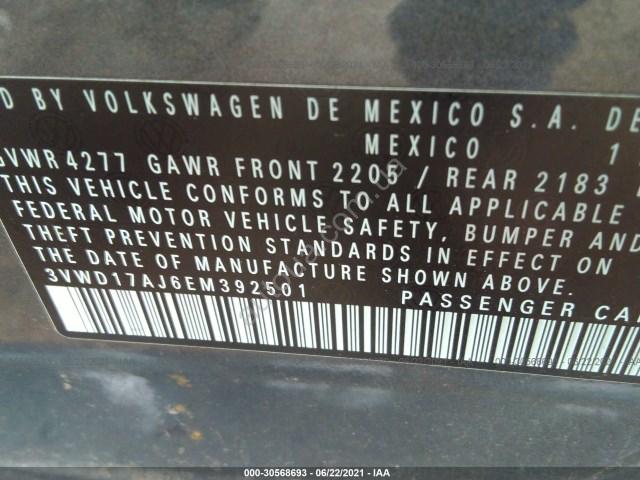 D BY VOLKSWAGEN DE MEXICO S.A. DE
MEXICO 1
GVWR 4277 GAWR FRONT 2205 / REAR 2183
THIS VEHICLE CONFORMS TO ALL APPLICABLE
FEDERAL MOTOR VEHICLE SAFETY, BUMPER AND
THEFT PREVENTION STANDARDS IN EFFECT ON
THE DATE OF MANUFACTURE SHOWN ABOVE.
3VWD17AJ6EM392501 PASSENGER CAR
000-30568693 - 06/22/2021 - IAA